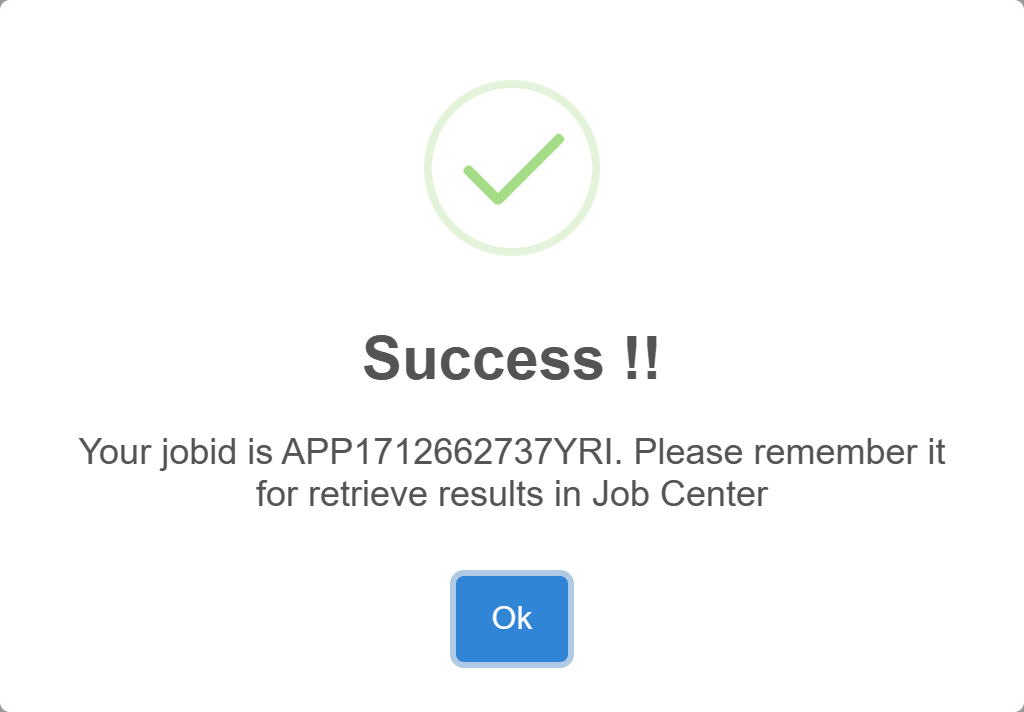 Success !!
Your jobid is APP1712662737YRI. Please remember it
for retrieve results in Job Center
Ok